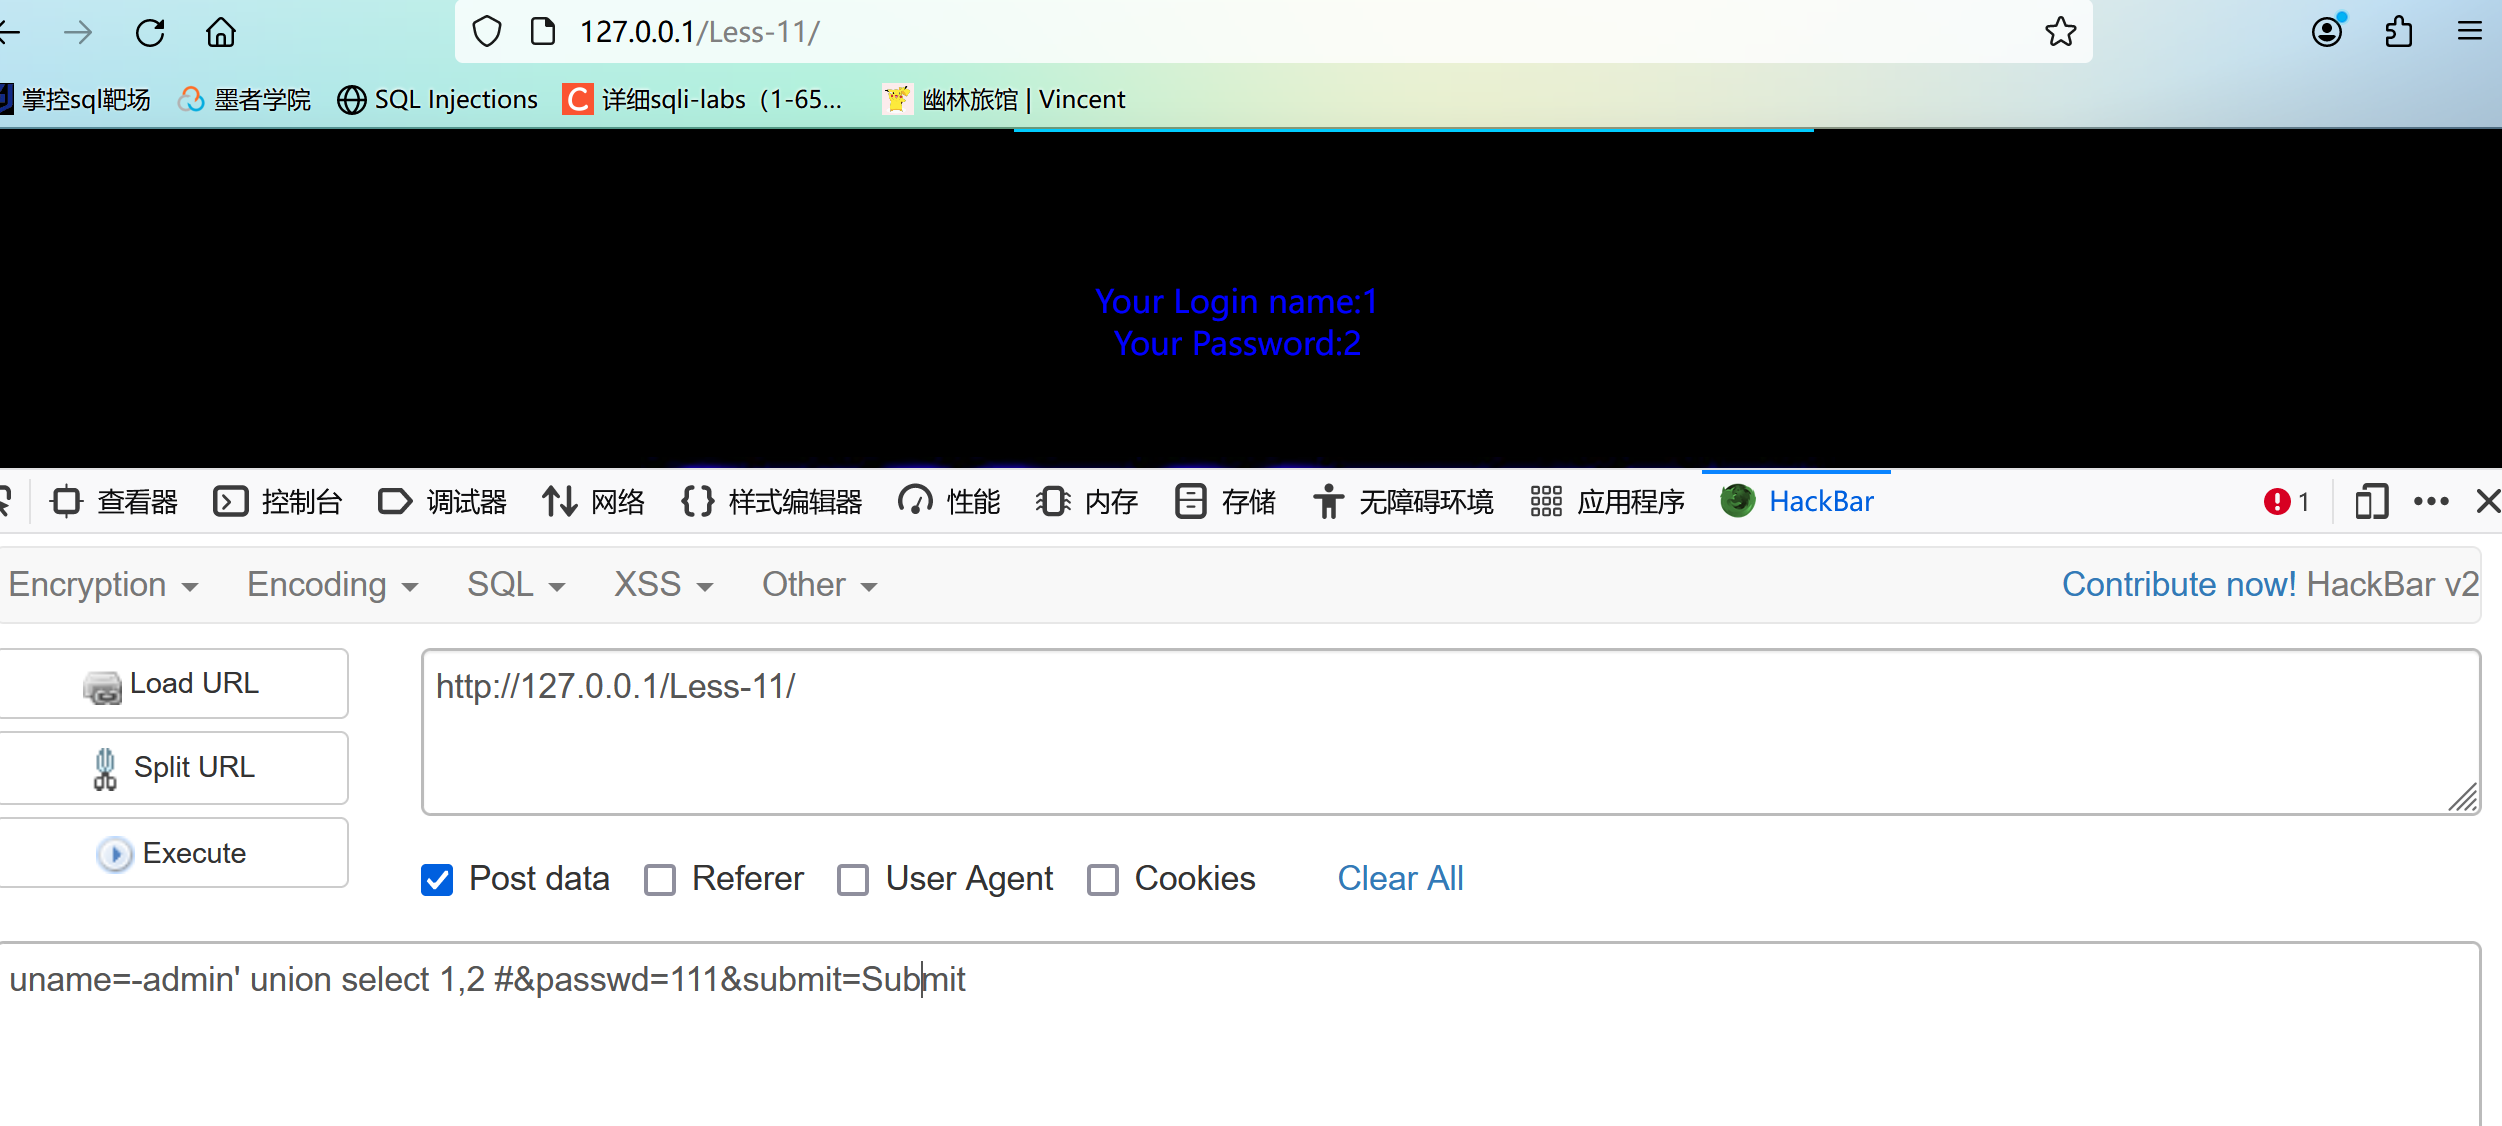 127.0.0.1/Less-11/
掌控sql靶场 墨者学院 SQL Injections C 详细sqli-labs（1-65... 幽林旅馆 | Vincent
Your Login name:1
Your Password:2
查看器 控制台 调试器 网络 样式编辑器 性能 内存 存储 无障碍环境 应用程序 HackBar 1
Encryption Encoding SQL XSS Other Contribute now! HackBar v2
Load URL
http://127.0.0.1/Less-11/
Split URL
Execute
Post data Referer User Agent Cookies Clear All
uname=-admin' union select 1,2 #&passwd=111&submit=Submit